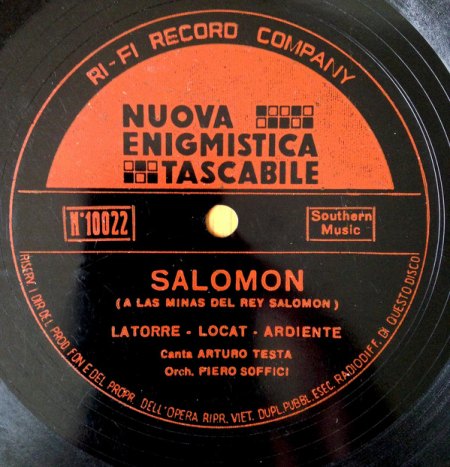 RI-FI RECORD COMPANY
NUOVA
ENIGMISTICA
TASCABILE
N°10022
Southern
Music
SALOMON
(A LAS MINAS DEL REY SALOMON)
LATORRE - LOCAT - ARDIENTE
Canta ARTURO TESTA
Orch. PIERO SOFFICI
RISERV. I DIR. DEL PROD. FON. E DEL PROPR. DELL'OPERA RIPR. VIET. DUPL. PUBBL. ESEC. RADIODIFF. DI QUESTO DISCO